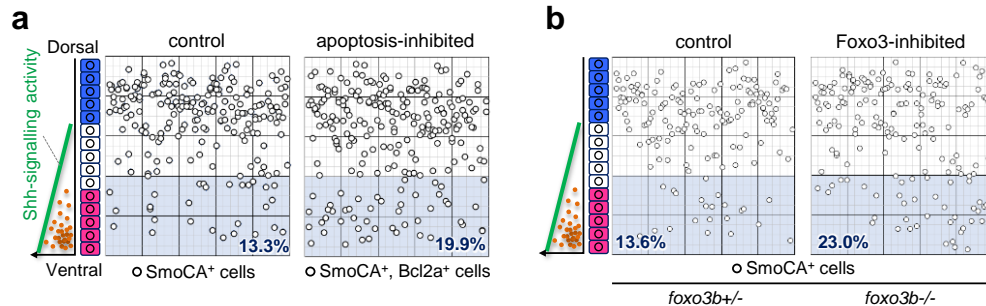 a
Dorsal
control
apoptosis-inhibited
Shh-signalling activity
13.3%
19.9%
Ventral
SmoCA⁺ cells
SmoCA⁺, Bcl2a⁺ cells
b
control
Foxo3-inhibited
13.6%
23.0%
SmoCA⁺ cells
foxo3b+/-
foxo3b-/-